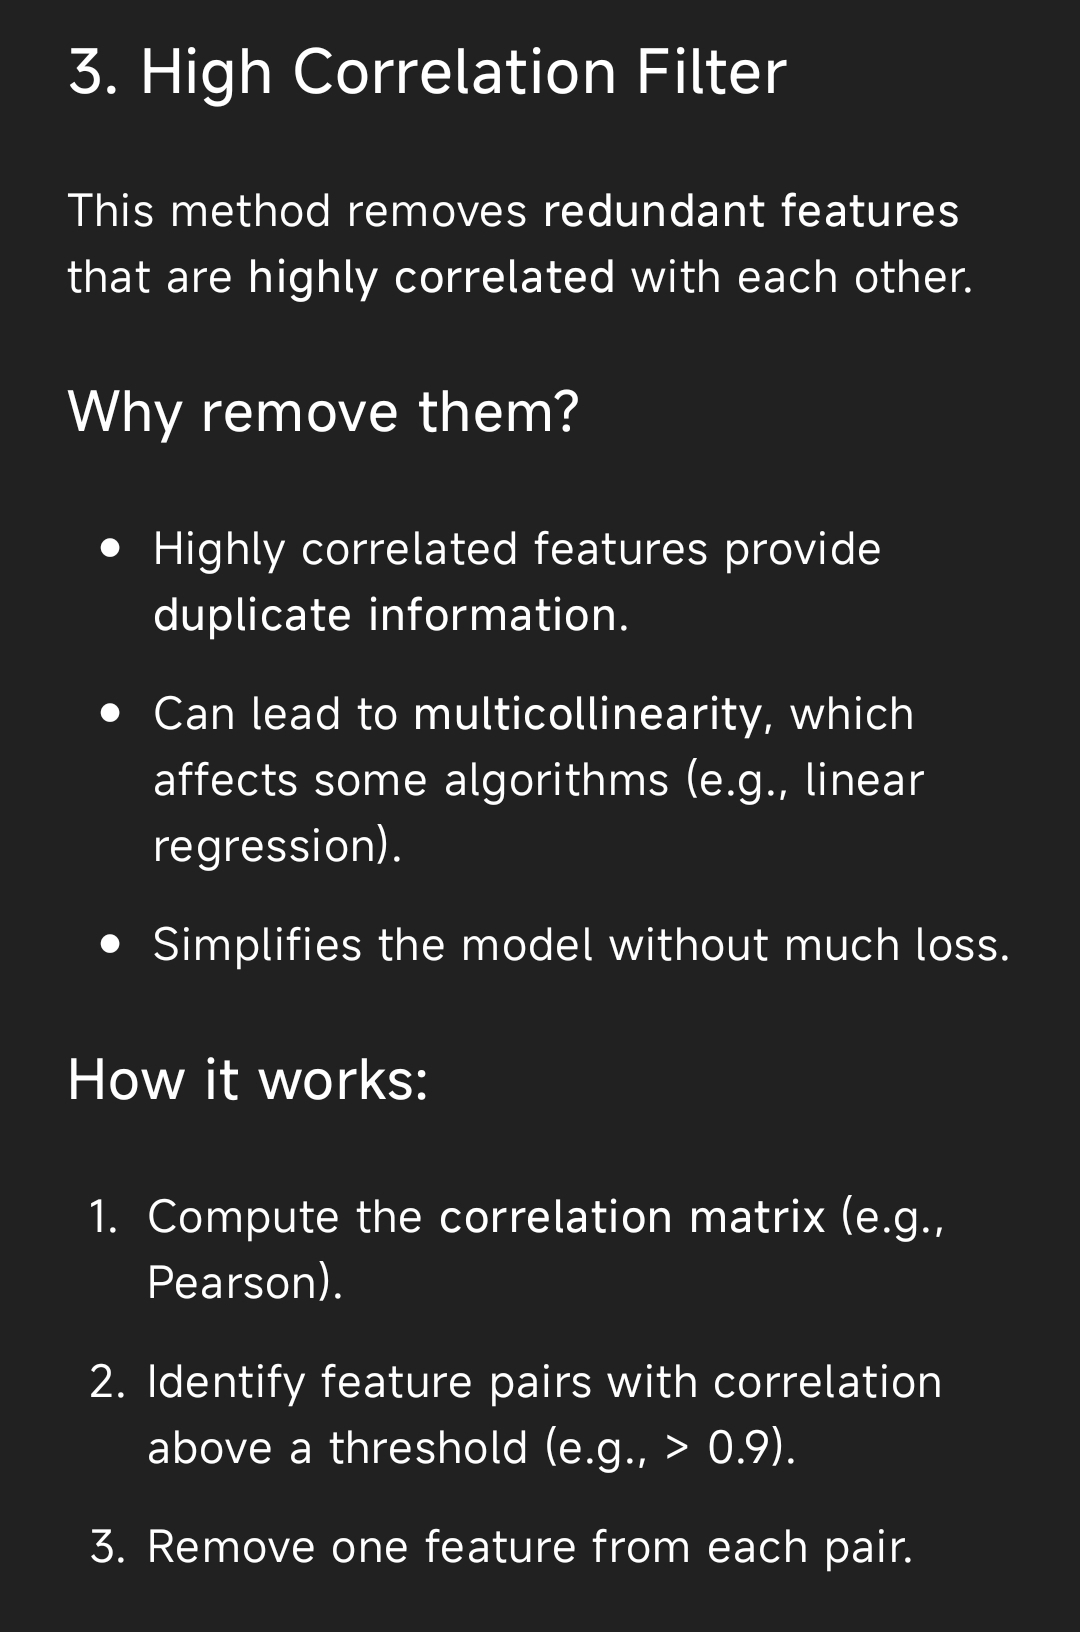 3. High Correlation Filter
This method removes redundant features
that are highly correlated with each other.
Why remove them?
• Highly correlated features provide
duplicate information.
• Can lead to multicollinearity, which
affects some algorithms (e.g., linear
regression).
• Simplifies the model without much loss.
How it works:
1. Compute the correlation matrix (e.g.,
Pearson).
2. Identify feature pairs with correlation
above a threshold (e.g., > 0.9).
3. Remove one feature from each pair.